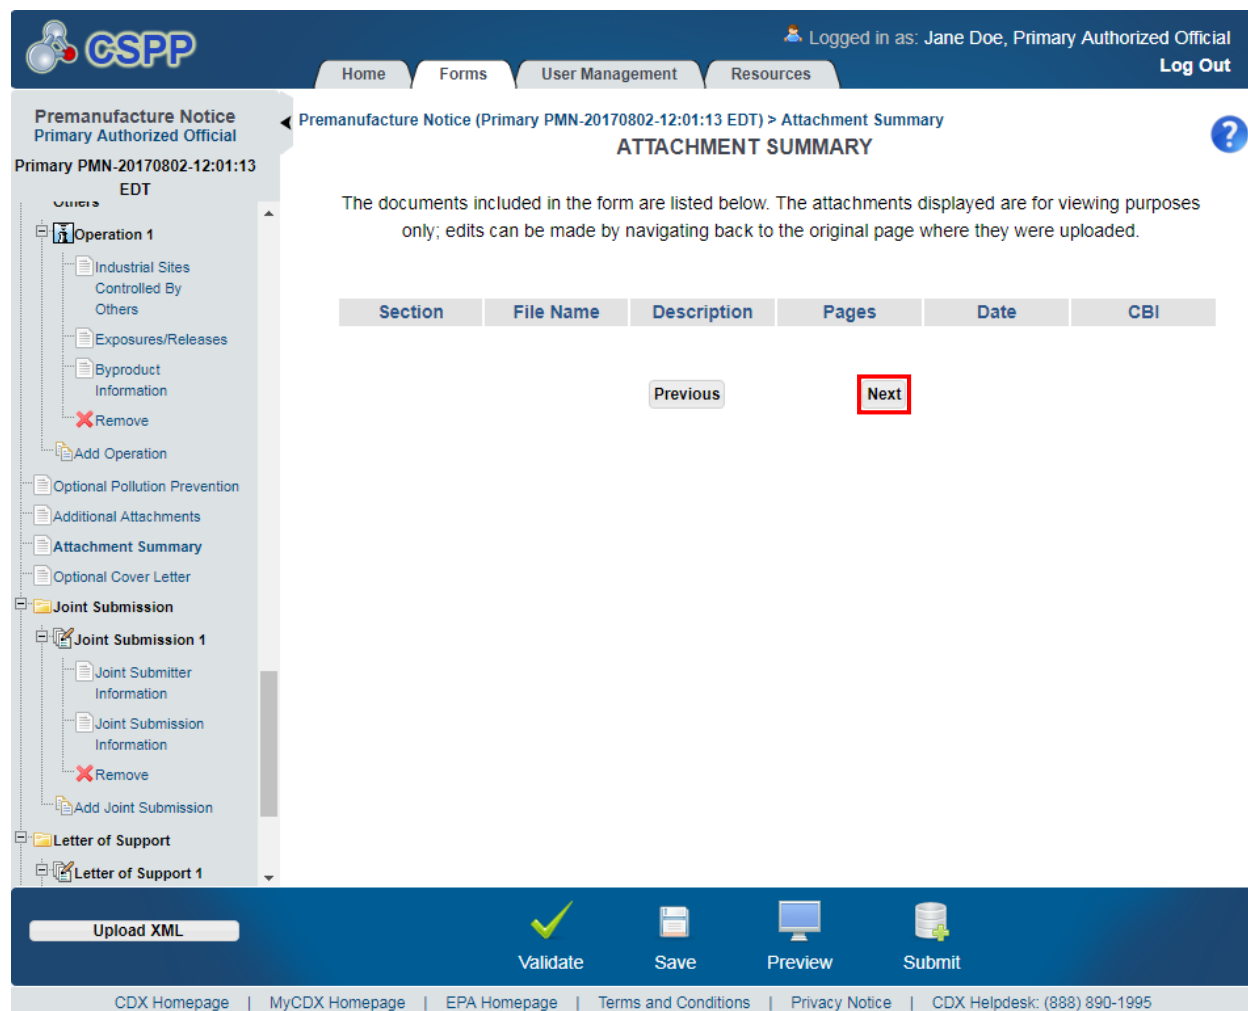 CSPP
Logged in as: Jane Doe, Primary Authorized Official
Log Out
Home
Forms
User Management
Resources
Premanufacture Notice
Primary Authorized Official
Primary PMN-20170802-12:01:13
EDT
Others
Operation 1
Industrial Sites
Controlled By
Others
Exposures/Releases
Byproduct
Information
Remove
Add Operation
Optional Pollution Prevention
Additional Attachments
Attachment Summary
Optional Cover Letter
Joint Submission
Joint Submission 1
Joint Submitter
Information
Joint Submission
Information
Remove
Add Joint Submission
Letter of Support
Letter of Support 1
Premanufacture Notice (Primary PMN-20170802-12:01:13 EDT) > Attachment Summary
ATTACHMENT SUMMARY
?
The documents included in the form are listed below. The attachments displayed are for viewing purposes
only; edits can be made by navigating back to the original page where they were uploaded.
Section File Name Description Pages Date CBI
Previous Next
Upload XML
Validate Save Preview Submit
CDX Homepage | MyCDX Homepage | EPA Homepage | Terms and Conditions | Privacy Notice | CDX Helpdesk: (888) 890-1995